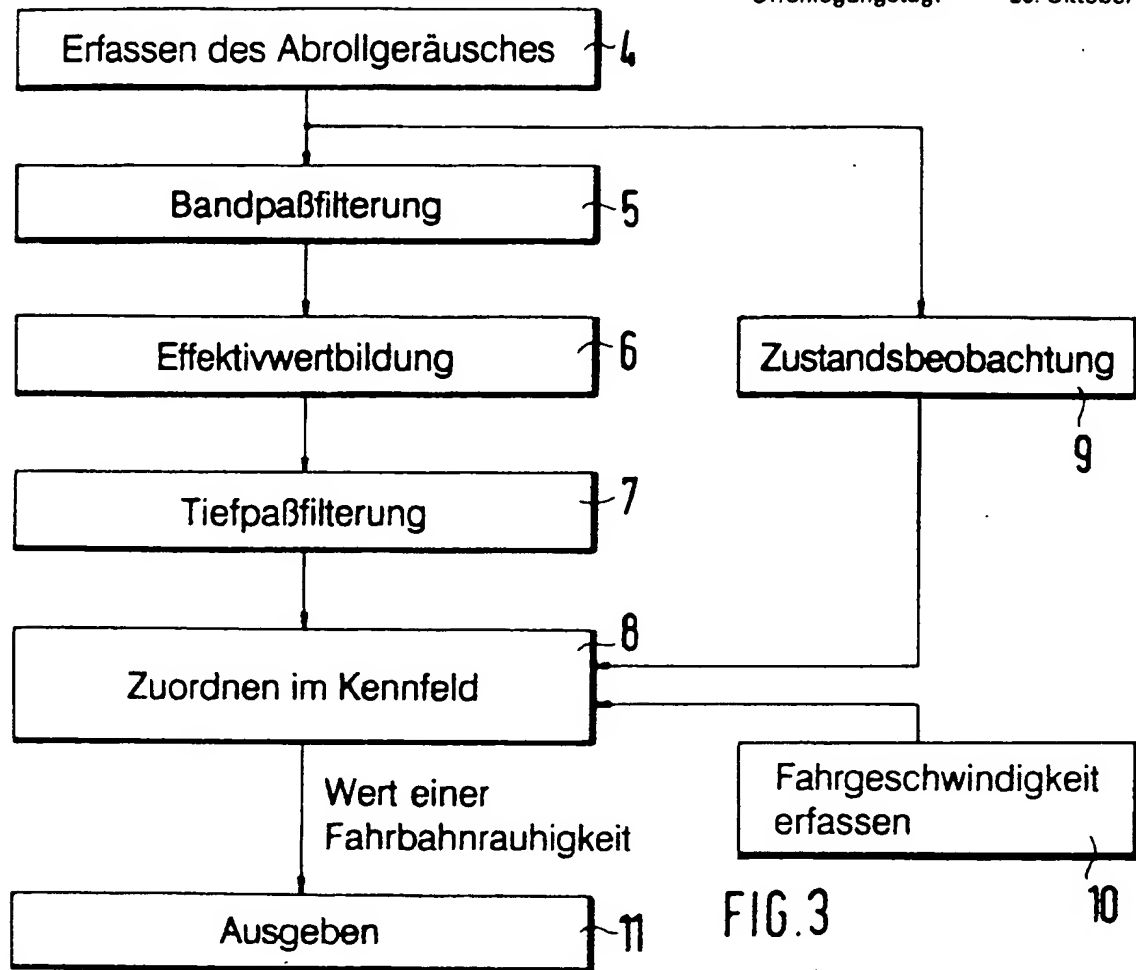 Erfassen des Abrollgeräusches 4
Bandpaßfilterung 5
Effektivwertbildung 6
Zustandsbeobachtung
9
Tiefpaßfilterung 7
8
Zuordnen im Kennfeld
Wert einer
Fahrbahnrauhigkeit
Fahrgeschwindigkeit
erfassen
10
Ausgeben 11
FIG.3